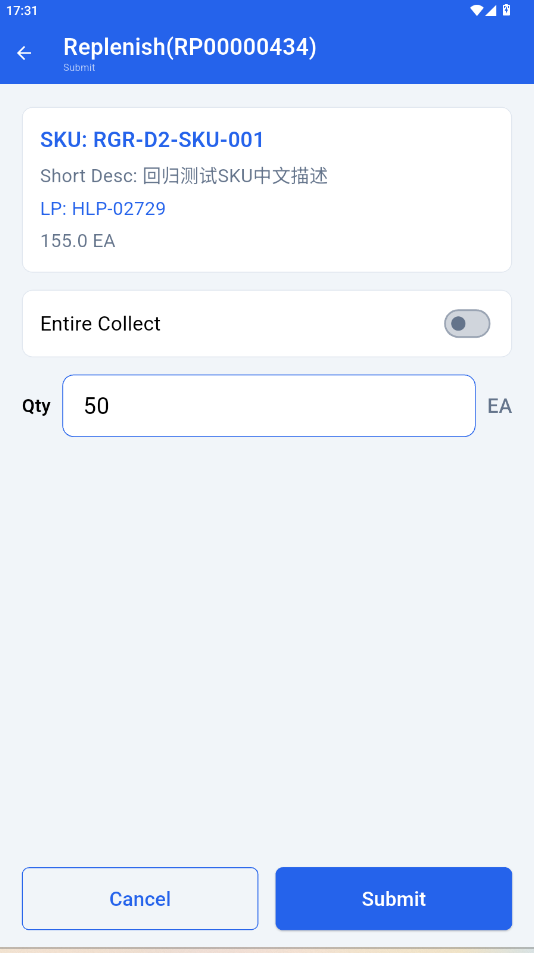 17:31
Replenish(RP00000434)
Submit
SKU: RGR-D2-SKU-001
Short Desc: 回归测试SKU中文描述
LP: HLP-02729
155.0 EA
Entire Collect
Qty 50 EA
Cancel Submit